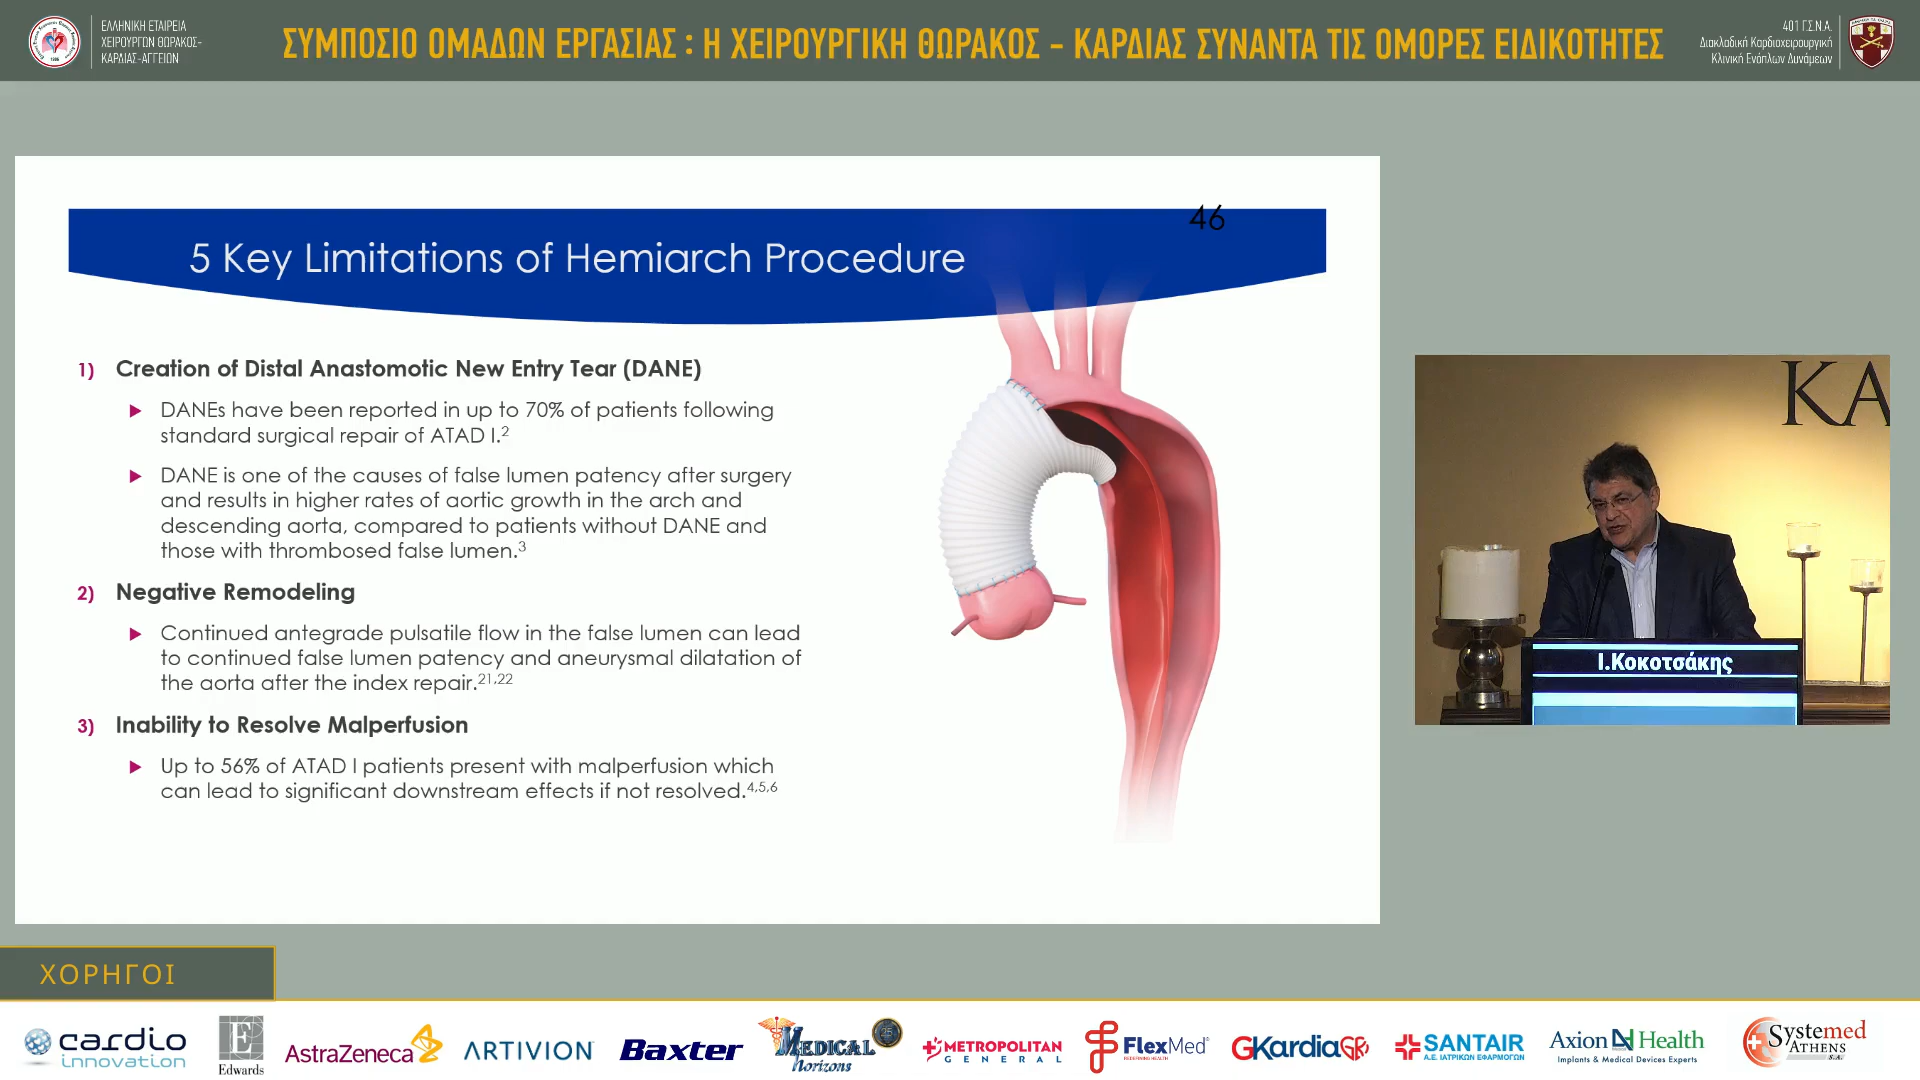 ΕΛΛΗΝΙΚΗ ΕΤΑΙΡΕΙΑ
ΧΕΙΡΟΥΡΓΩΝ ΘΩΡΑΚΟΣ-
ΚΑΡΔΙΑΣ-ΑΓΓΕΙΩΝ
ΣΥΜΠΟΣΙΟ ΟΜΑΔΩΝ ΕΡΓΑΣΙΑΣ : Η ΧΕΙΡΟΥΡΓΙΚΗ ΘΩΡΑΚΟΣ - ΚΑΡΔΙΑΣ ΣΥΝΑΝΤΑ ΤΙΣ ΟΜΟΡΕΣ ΕΙΔΙΚΟΤΗΤΕΣ
401 Γ.Σ.Ν.Α.
Διακλαδική Καρδιοχειρουργική
Κλινική Ενόπλων Δυνάμεων
46
5 Key Limitations of Hemiarch Procedure
1) Creation of Distal Anastomotic New Entry Tear (DANE)
DANEs have been reported in up to 70% of patients following
standard surgical repair of ATAD I.2
DANE is one of the causes of false lumen patency after surgery
and results in higher rates of aortic growth in the arch and
descending aorta, compared to patients without DANE and
those with thrombosed false lumen.3
2) Negative Remodeling
Continued antegrade pulsatile flow in the false lumen can lead
to continued false lumen patency and aneurysmal dilatation of
the aorta after the index repair.21,22
3) Inability to Resolve Malperfusion
Up to 56% of ATAD I patients present with malperfusion which
can lead to significant downstream effects if not resolved.4,5,6
KA
Ι.Κοκοτσάκης
ΧΟΡΗΓΟΙ
cardio
innovation
E
Edwards
AstraZeneca
ARTIVION
Baxter
MEDICAL
Horizons
METROPOLITAN
GENERAL
FlexMed
GKardiaGR
SANTAIR
Α.Ε. ΙΑΤΡΙΚΩΝ ΕΦΑΡΜΟΓΩΝ
Axion Health
Implants & Medical Devices Experts
Systemed
ATHENS
S.A.